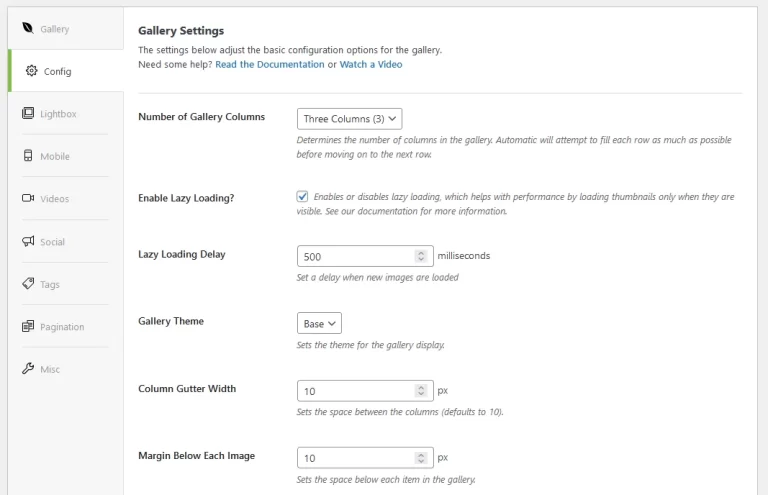 Gallery
Config
Lightbox
Mobile
Videos
Social
Tags
Pagination
Misc
Gallery Settings
The settings below adjust the basic configuration options for the gallery.
Need some help? Read the Documentation or Watch a Video
Number of Gallery Columns
Three Columns (3)
Determines the number of columns in the gallery. Automatic will attempt to fill each row as much as possible
before moving on to the next row.
Enable Lazy Loading?
Enables or disables lazy loading, which helps with performance by loading thumbnails only when they are
visible. See our documentation for more information.
Lazy Loading Delay
500 milliseconds
Set a delay when new images are loaded
Gallery Theme
Base
Sets the theme for the gallery display.
Column Gutter Width
10 px
Sets the space between the columns (defaults to 10).
Margin Below Each Image
10 px
Sets the space below each item in the gallery.